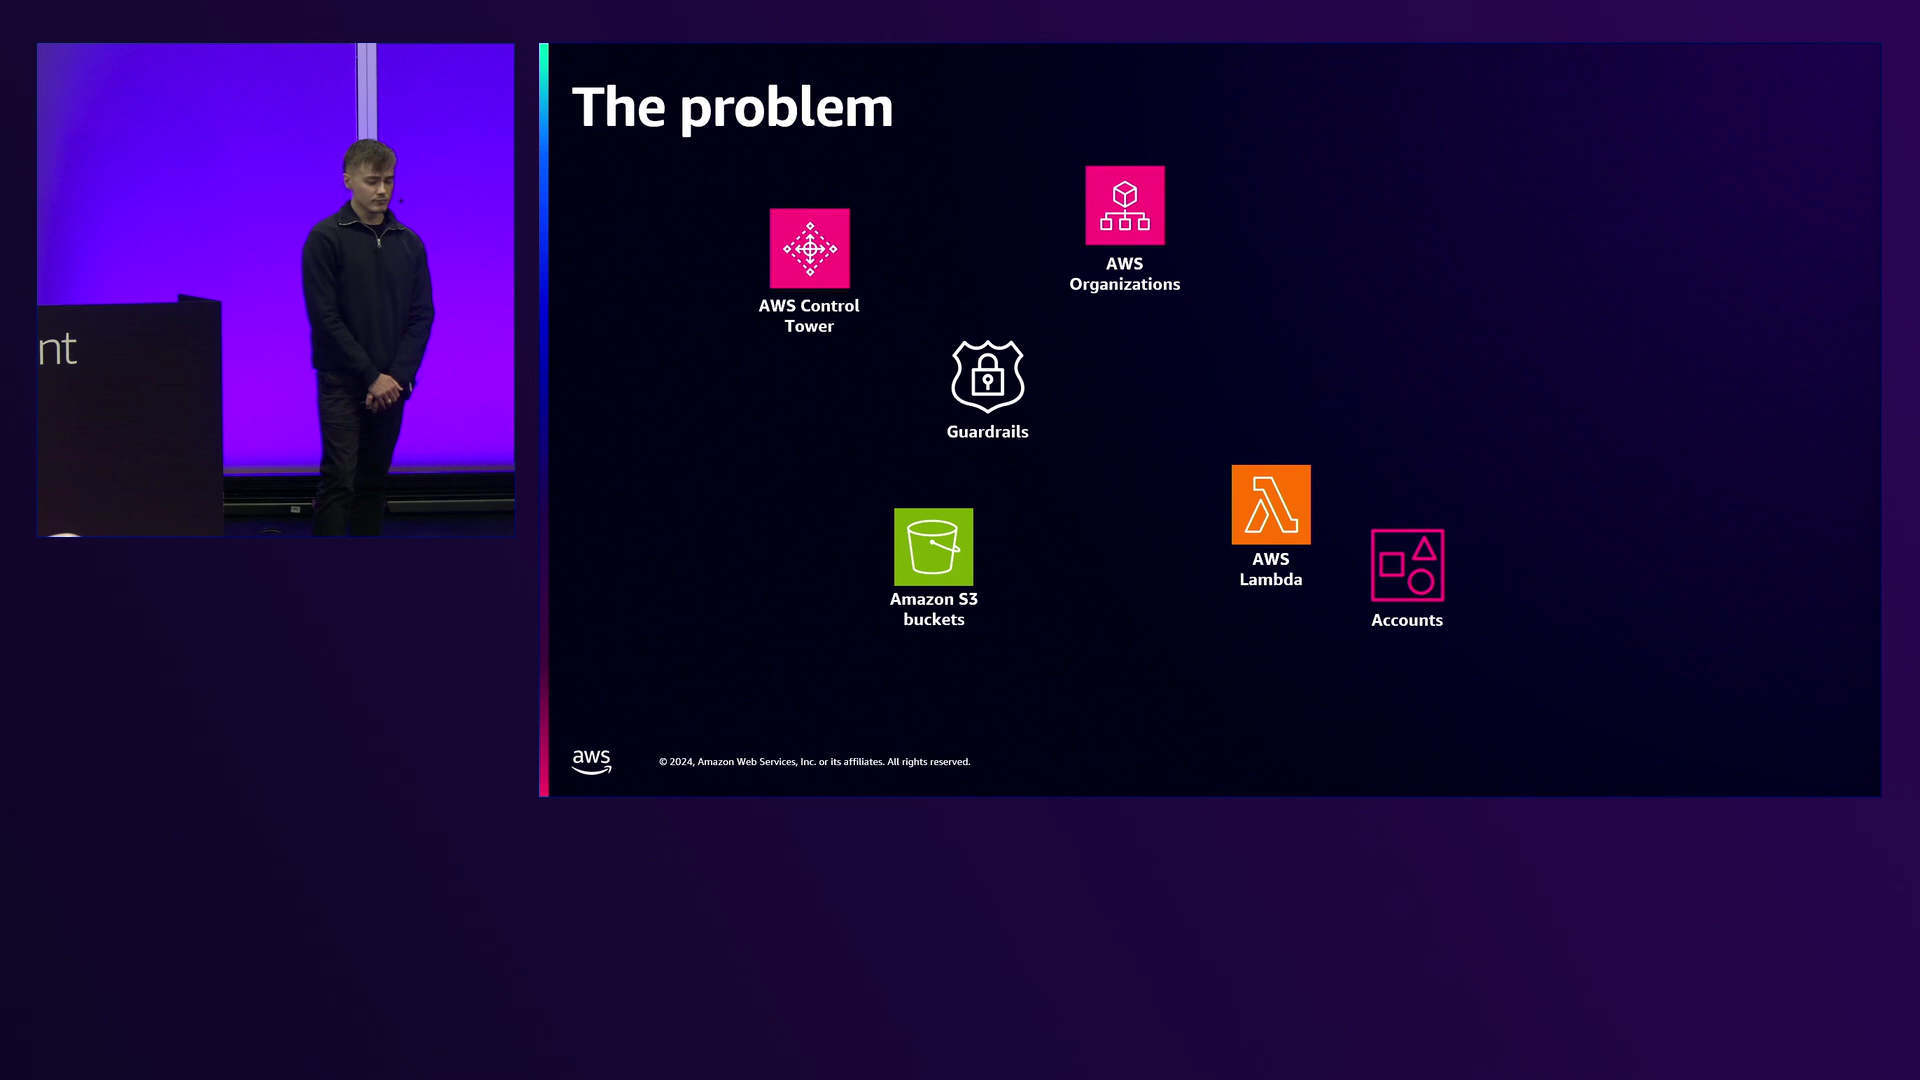 nt
The problem
AWS
Organizations
AWS Control
Tower
Guardrails
AWS
Lambda
Amazon S3
buckets
Accounts
aws
© 2024, Amazon Web Services, Inc. or its affiliates. All rights reserved.